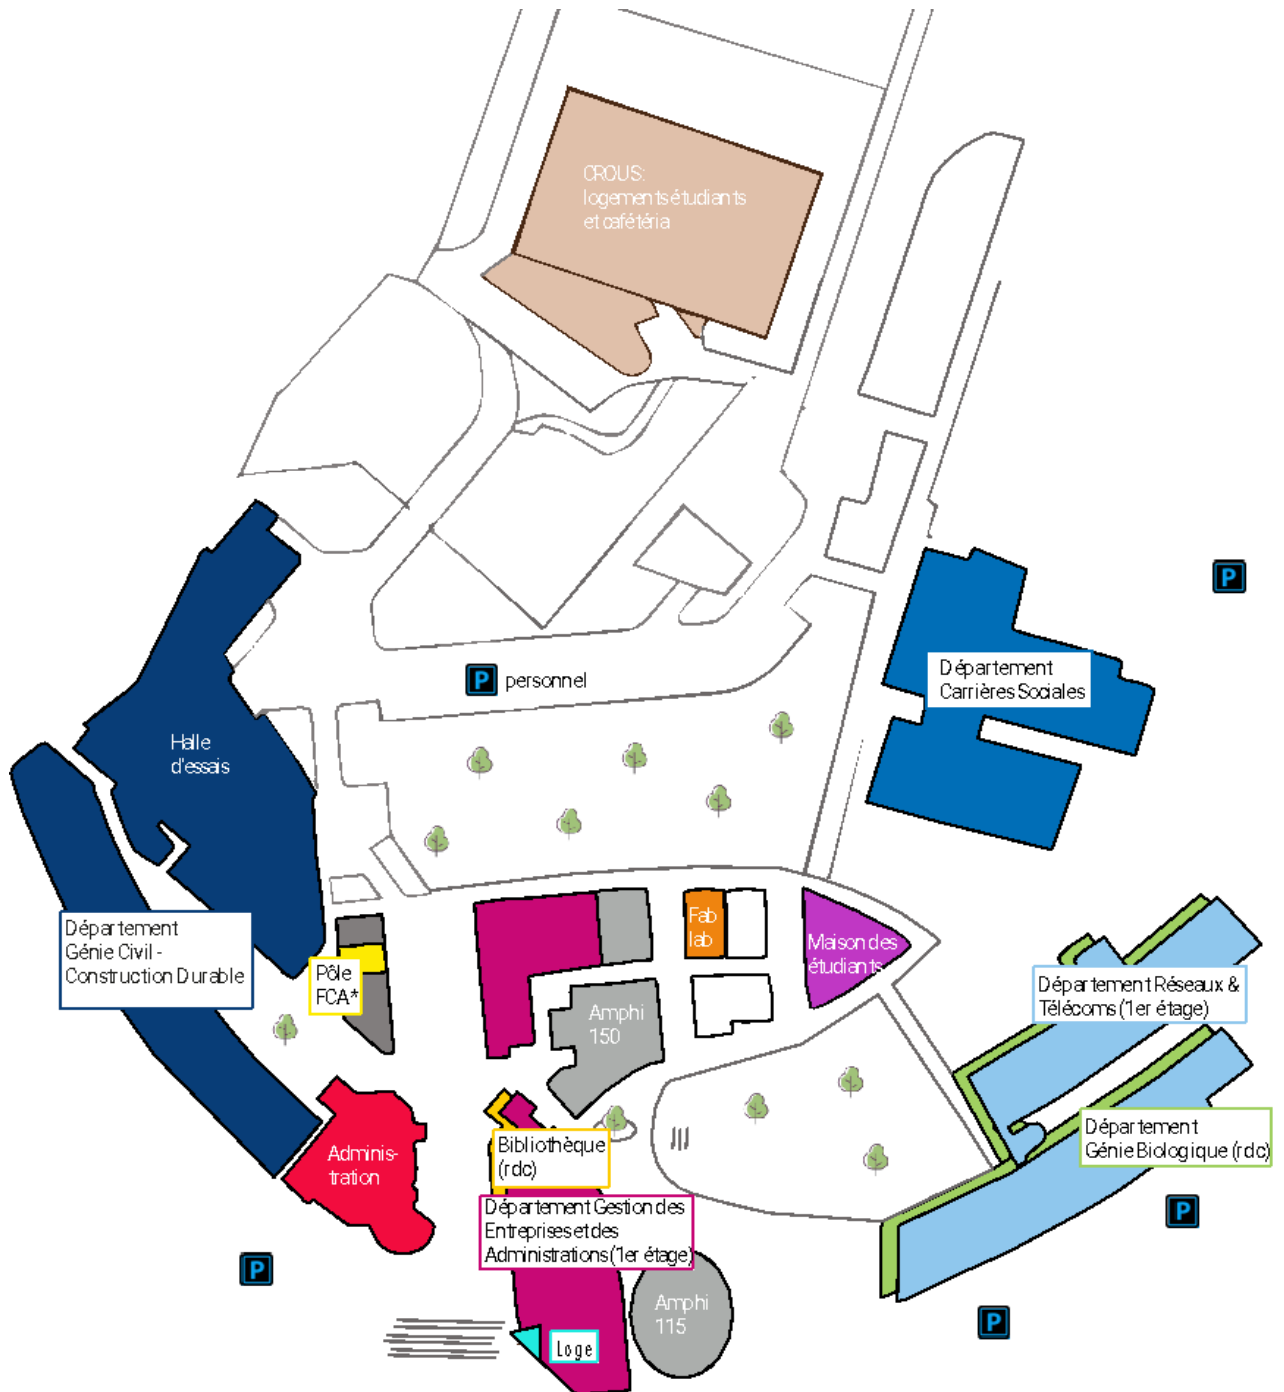 CROUS:
logements étudiants
et cafétéria
P
Département
Carrières Sociales
P personnel
Halle
d'essais
Département
Génie Civil -
Construction Durable
Pôle
FCA*
Fab
lab
Maison des
étudiants
Amphi
150
Département Réseaux &
Télécoms (1er étage)
Département
Génie Biologique (rdc)
Adminis-
tration
Bibliothèque
(rdc)
Département Gestion des
Entreprises et des
Administrations (1er étage)
P
P
P
Amphi
115
Loge